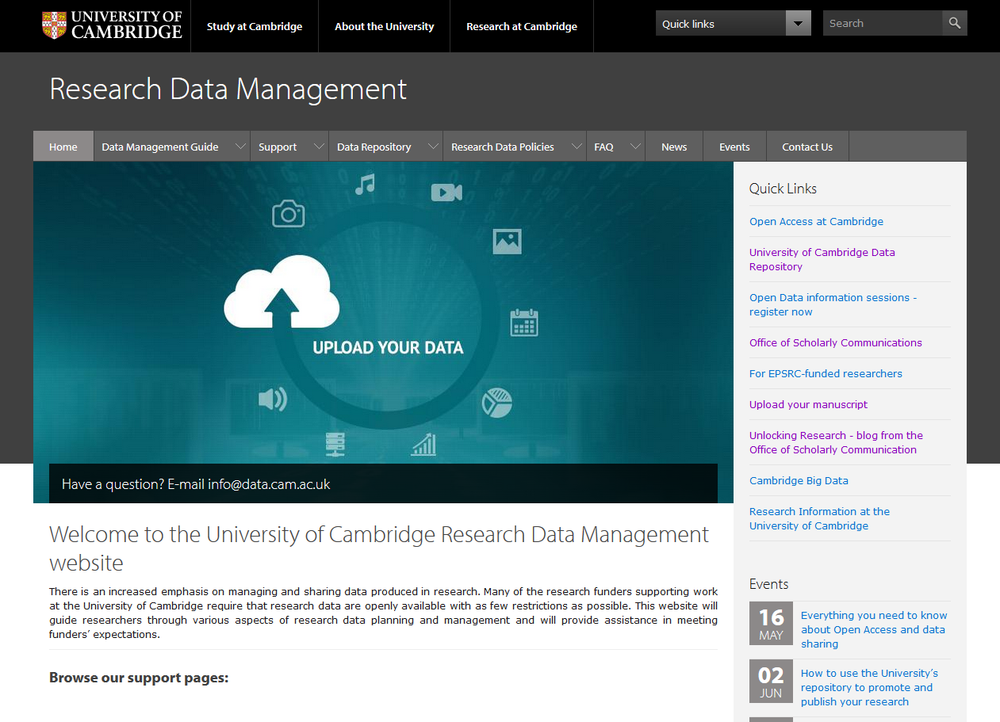 UNIVERSITY OF
CAMBRIDGE
Study at Cambridge
About the University
Research at Cambridge
Quick links
Search
Research Data Management
Home
Data Management Guide
Support
Data Repository
Research Data Policies
FAQ
News
Events
Contact Us
UPLOAD YOUR DATA
Have a question? E-mail info@data.cam.ac.uk
Welcome to the University of Cambridge Research Data Management
website
There is an increased emphasis on managing and sharing data produced in research. Many of the research funders supporting work
at the University of Cambridge require that research data are openly available with as few restrictions as possible. This website will
guide researchers through various aspects of research data planning and management and will provide assistance in meeting
funders’ expectations.
Browse our support pages:
Quick Links
Open Access at Cambridge
University of Cambridge Data
Repository
Open Data information sessions -
register now
Office of Scholarly Communications
For EPSRC-funded researchers
Upload your manuscript
Unlocking Research - blog from the
Office of Scholarly Communication
Cambridge Big Data
Research Information at the
University of Cambridge
Events
16
MAY
Everything you need to know
about Open Access and data
sharing
02
JUN
How to use the University’s
repository to promote and
publish your research